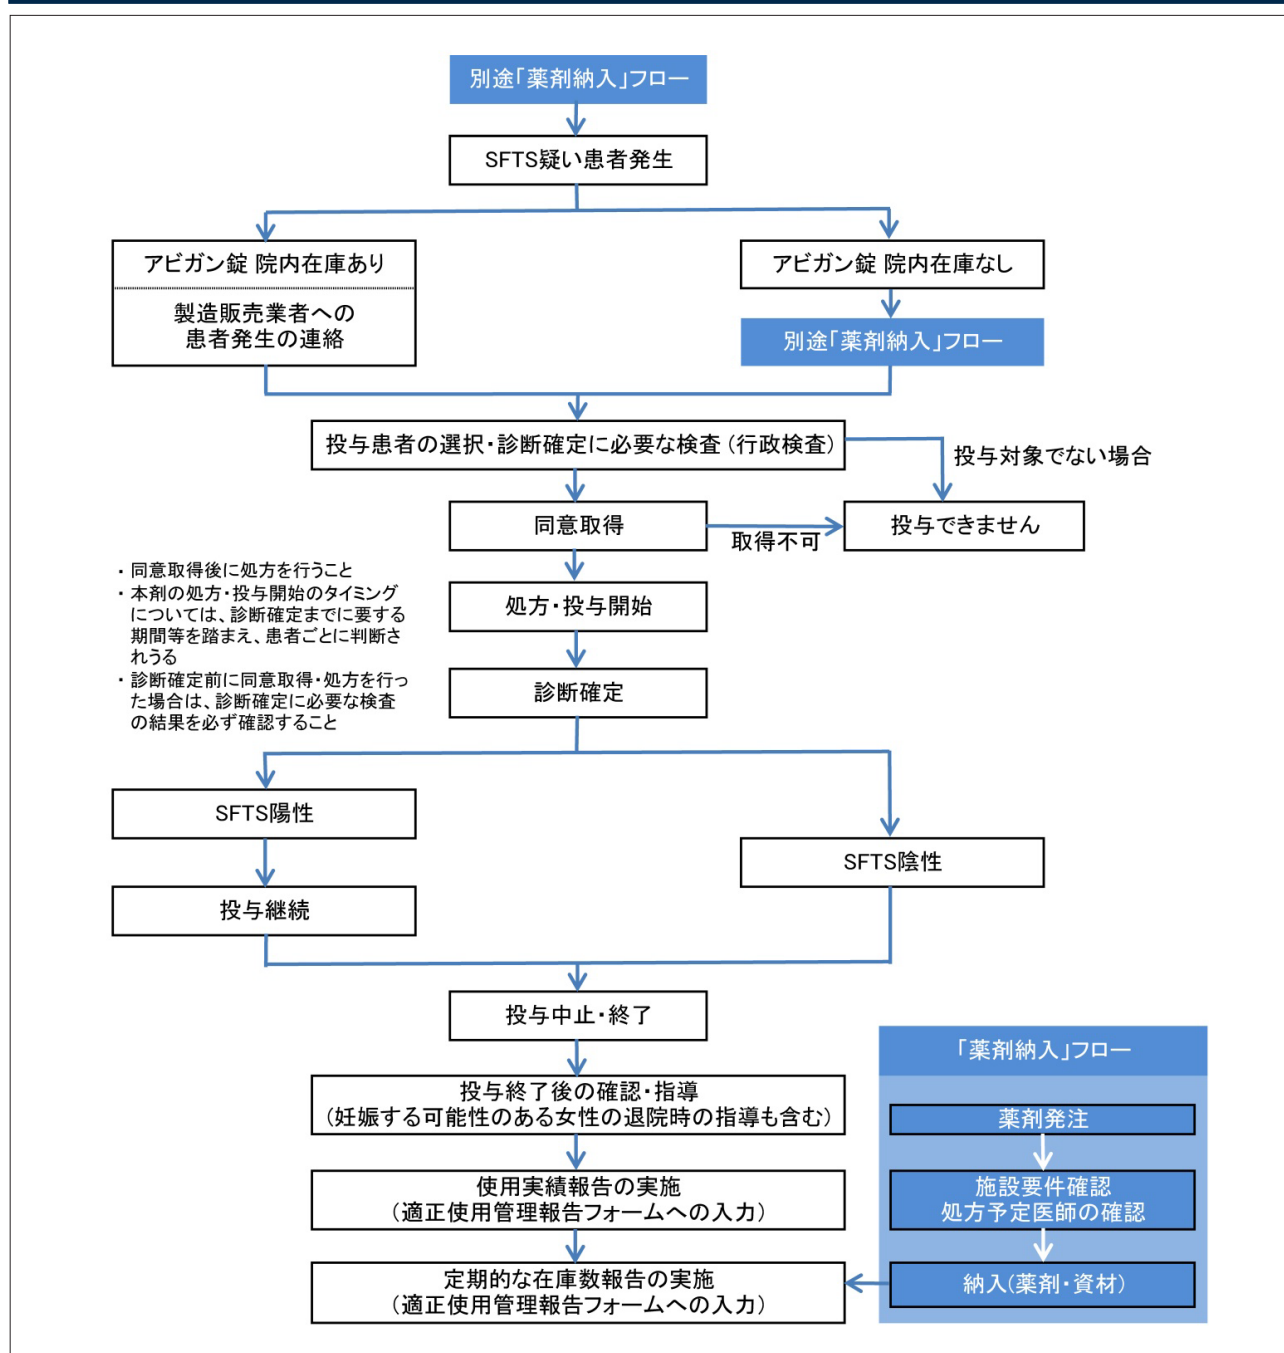 別途「薬剤納入」フロー
SFTS疑い患者発生
アビガン錠 院内在庫あり
製造販売業者への
患者発生の連絡
アビガン錠 院内在庫なし
別途「薬剤納入」フロー
投与患者の選択・診断確定に必要な検査（行政検査）
投与対象でない場合
同意取得
取得不可
投与できません
・同意取得後に処方を行うこと
・本剤の処方・投与開始のタイミング
については、診断確定までに要する
期間等を踏まえ、患者ごとに判断さ
れうる
・診断確定前に同意取得・処方を行っ
た場合は、診断確定に必要な検査
の結果を必ず確認すること
処方・投与開始
診断確定
SFTS陽性
投与継続
SFTS陰性
投与中止・終了
投与終了後の確認・指導
（妊娠する可能性のある女性の退院時の指導も含む）
使用実績報告の実施
（適正使用管理報告フォームへの入力）
定期的な在庫数報告の実施
（適正使用管理報告フォームへの入力）
「薬剤納入」フロー
薬剤発注
施設要件確認
処方予定医師の確認
納入（薬剤・資材）